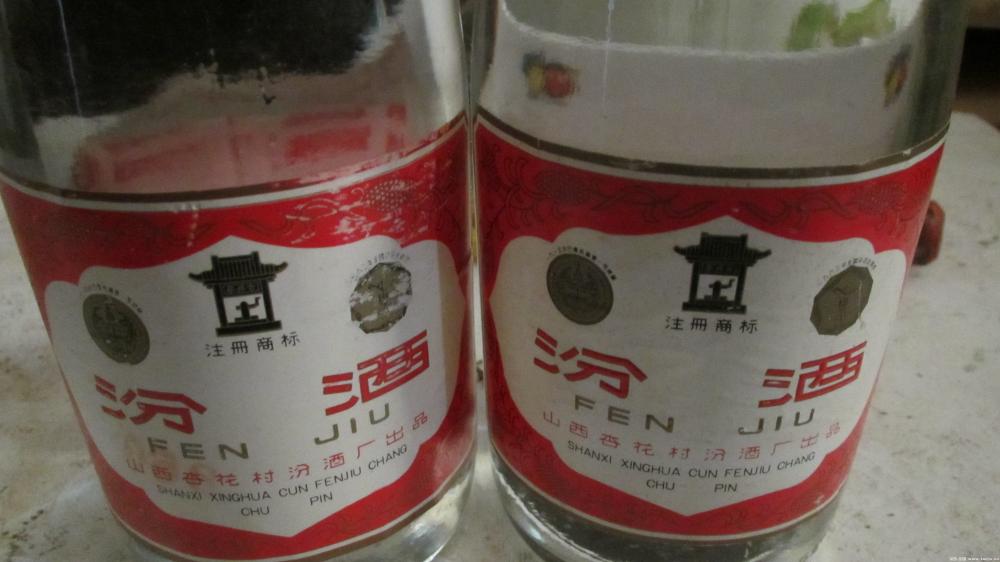 注册商标
汾 酒
FEN JIU
山西杏花村汾酒厂出品
SHANXI XINGHUA CUN FENJIU CHANG
CHU PIN
注册商标
汾 酒
FEN JIU
山西杏花村汾酒厂出品
SHANXI XINGHUA CUN FENJIU CHANG
CHU PIN